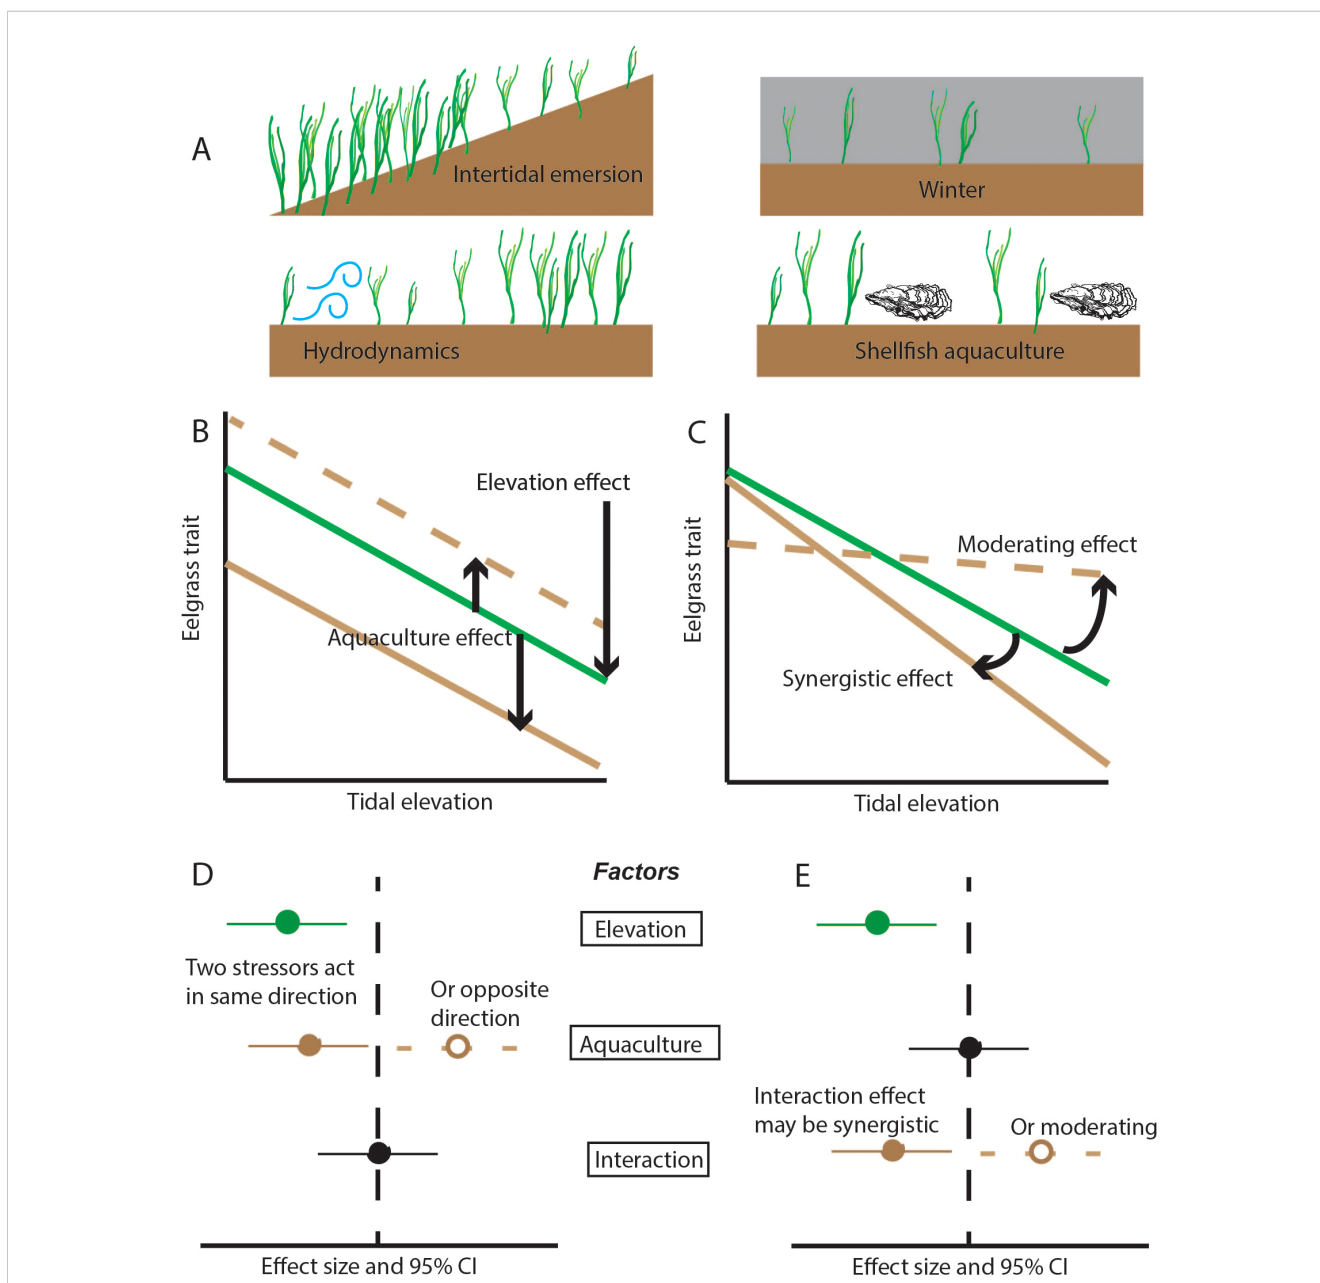 A
Intertidal emersion
Winter
Hydrodynamics
Shellfish aquaculture
B
Elevation effect
Eelgrass trait
Aquaculture effect
Tidal elevation
C
Moderating effect
Eelgrass trait
Synergistic effect
Tidal elevation
D
Factors
E
Elevation
Two stressors act
in same direction
Or opposite
direction
Aquaculture
Interaction effect
may be synergistic
Or moderating
Interaction
Effect size and 95% CI
Effect size and 95% CI